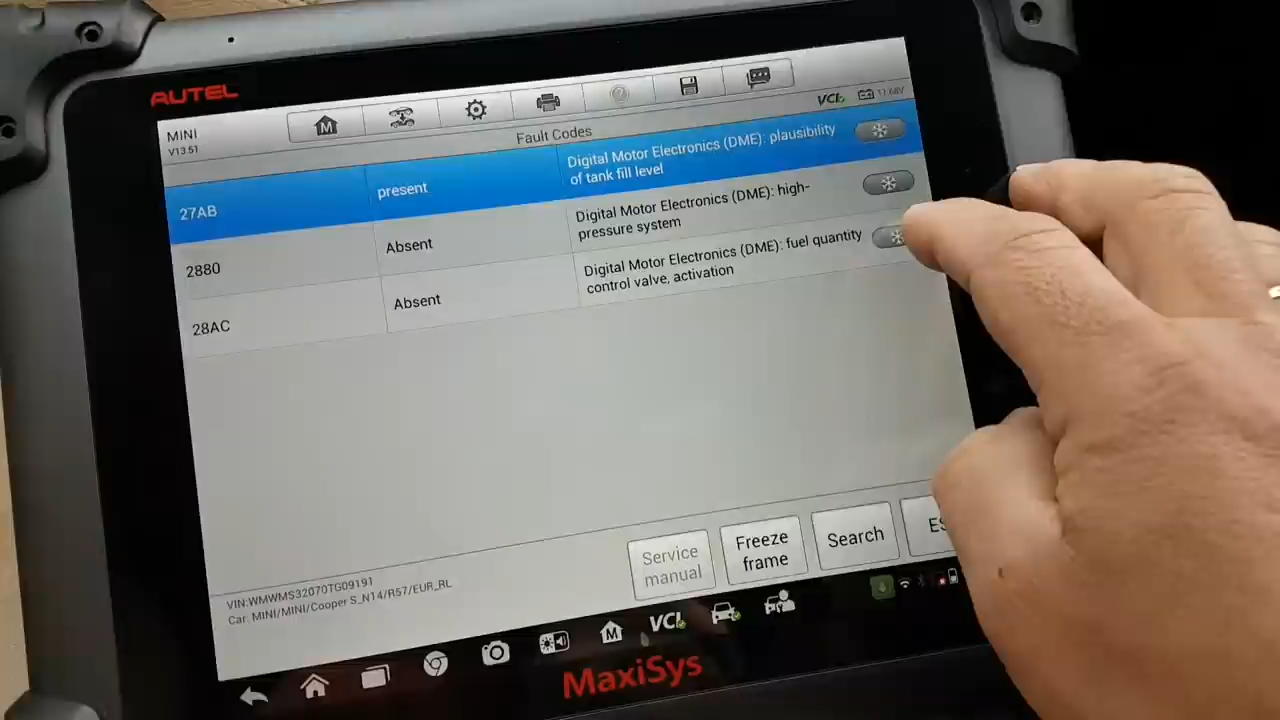 AUTEL
MINI
V13.51
M
VCI
Fault Codes
27AB
present
Digital Motor Electronics (DME): plausibility
of tank fill level
2880
Absent
Digital Motor Electronics (DME): high-
pressure system
28AC
Absent
Digital Motor Electronics (DME): fuel quantity
control valve, activation
Service
manual
Freeze
frame
Search
ES
VIN:WMWMS32070TG09191
Car: MINI/MINI/Cooper S_N14/R57/EUR_RL
M
VCI
MaxiSys